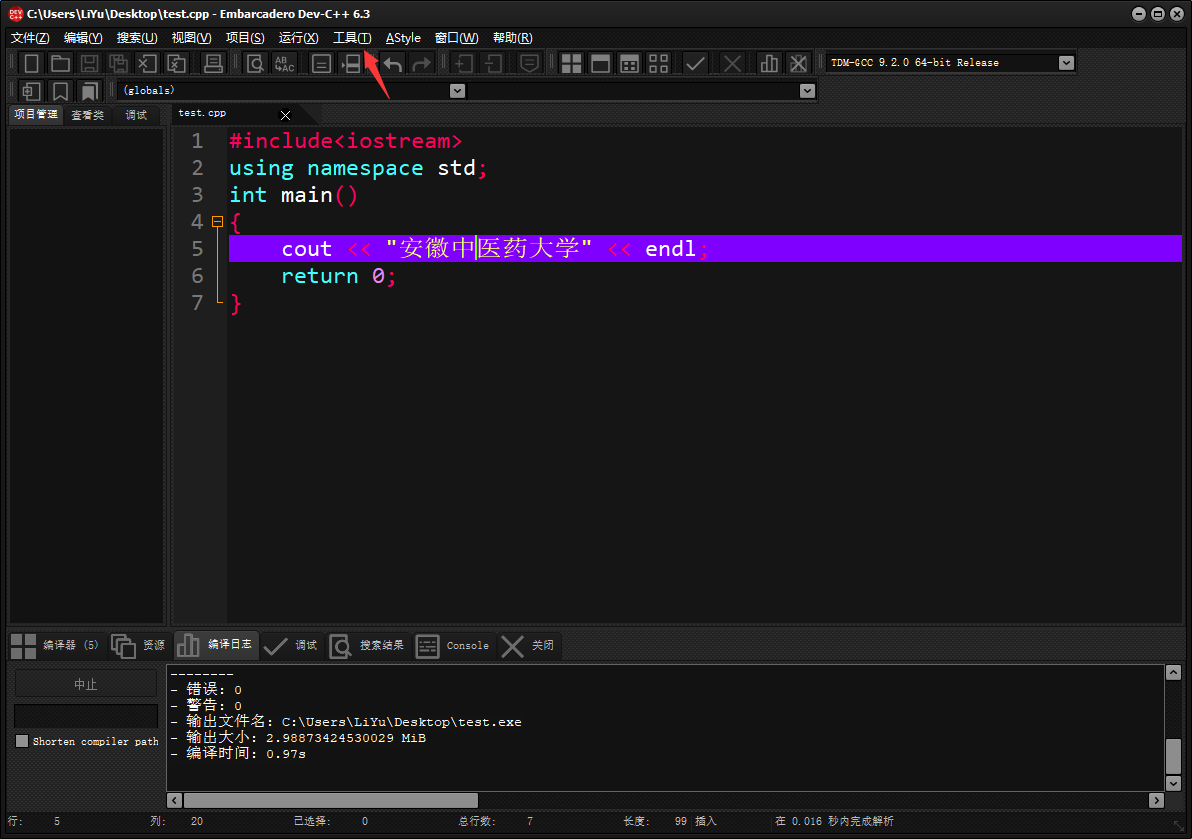 C:\Users\LiYu\Desktop\test.cpp - Embarcadero Dev-C++ 6.3
文件(Z) 编辑(Y) 搜索(U) 视图(V) 项目(S) 运行(X) 工具(T) AStyle 窗口(W) 帮助(R)
TDM-GCC 9.2.0 64-bit Release
(globals)
项目管理 查看类 调试 test.cpp
1 #include<iostream>
2 using namespace std;
3 int main()
4 {
5 cout << "安徽中医药大学" << endl;
6 return 0;
7 }
编译器 (5) 资源 编译日志 调试 搜索结果 Console 关闭
中止
Shorten compiler path
--------
- 错误: 0
- 警告: 0
- 输出文件名: C:\Users\LiYu\Desktop\test.exe
- 输出大小: 2.98873424530029 MiB
- 编译时间: 0.97s
行: 5 列: 20 已选择: 0 总行数: 7 长度: 99 插入 在 0.016 秒内完成解析